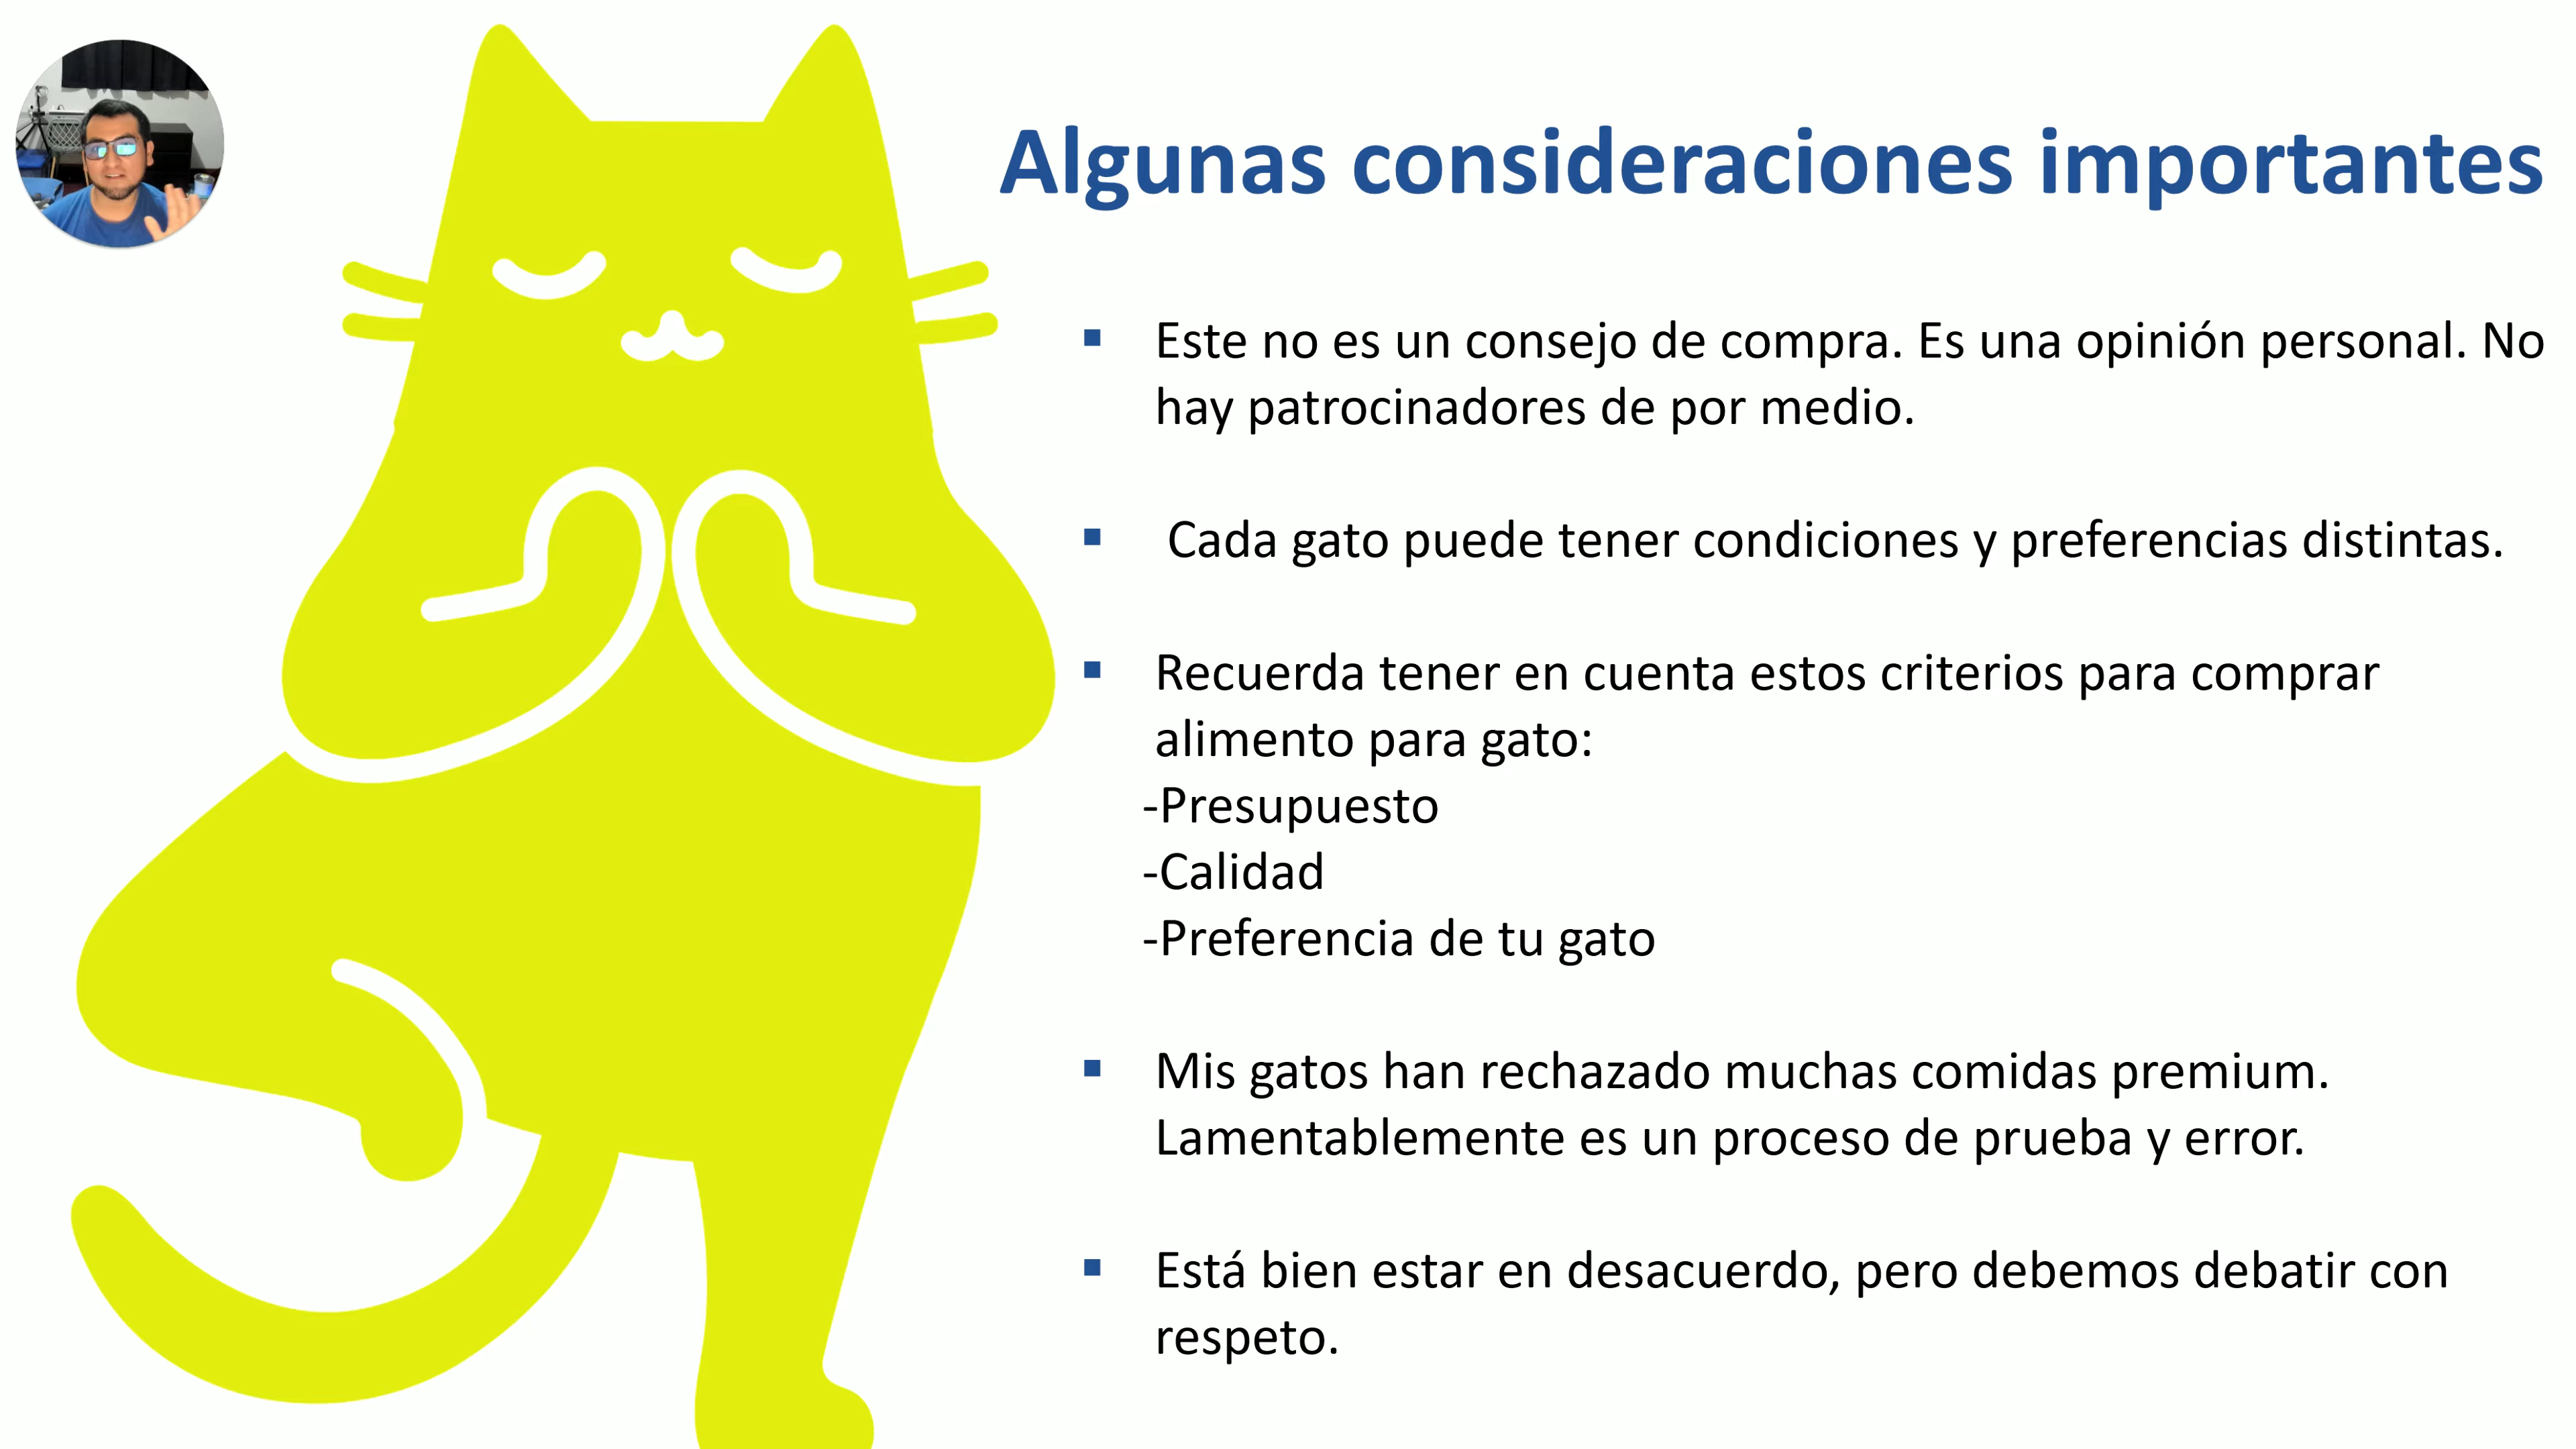 Algunas consideraciones importantes
▪ Este no es un consejo de compra. Es una opinión personal. No
hay patrocinadores de por medio.
▪ Cada gato puede tener condiciones y preferencias distintas.
▪ Recuerda tener en cuenta estos criterios para comprar
alimento para gato:
-Presupuesto
-Calidad
-Preferencia de tu gato
▪ Mis gatos han rechazado muchas comidas premium.
Lamentablemente es un proceso de prueba y error.
▪ Está bien estar en desacuerdo, pero debemos debatir con
respeto.